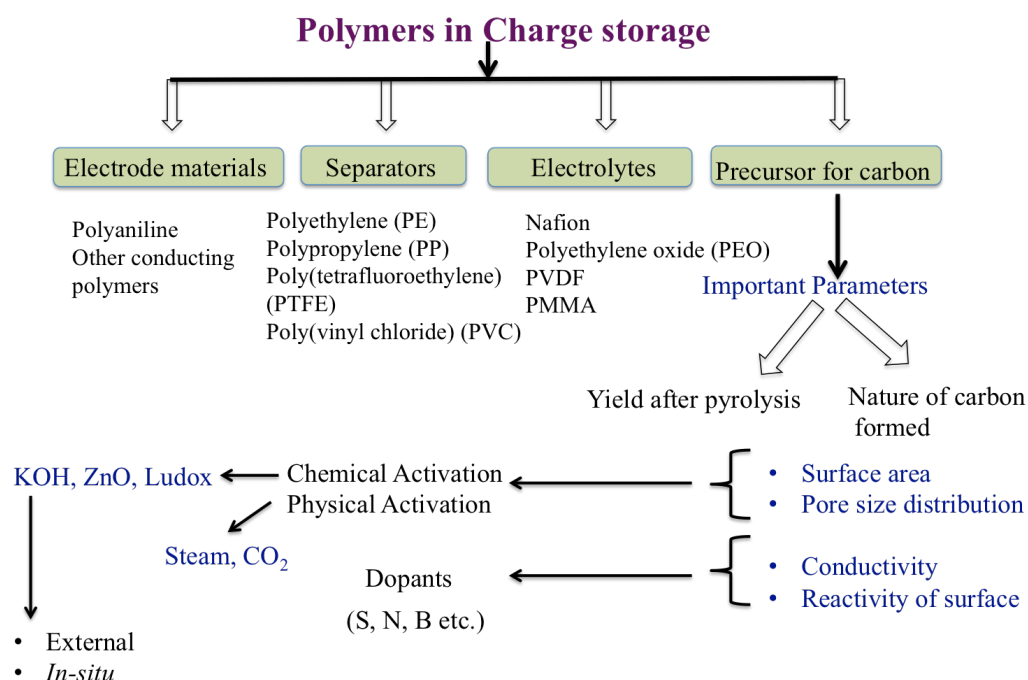 Polymers in Charge storage
Electrode materials
Separators
Electrolytes
Precursor for carbon
Polyaniline
Other conducting
polymers
Polyethylene (PE)
Polypropylene (PP)
Poly(tetrafluoroethylene)
(PTFE)
Poly(vinyl chloride) (PVC)
Nafion
Polyethylene oxide (PEO)
PVDF
PMMA
Important Parameters
Yield after pyrolysis
Nature of carbon
formed
• Surface area
• Pore size distribution
Chemical Activation
Physical Activation
KOH, ZnO, Ludox
Steam, CO2
• Conductivity
• Reactivity of surface
Dopants
(S, N, B etc.)
• External
• In-situ